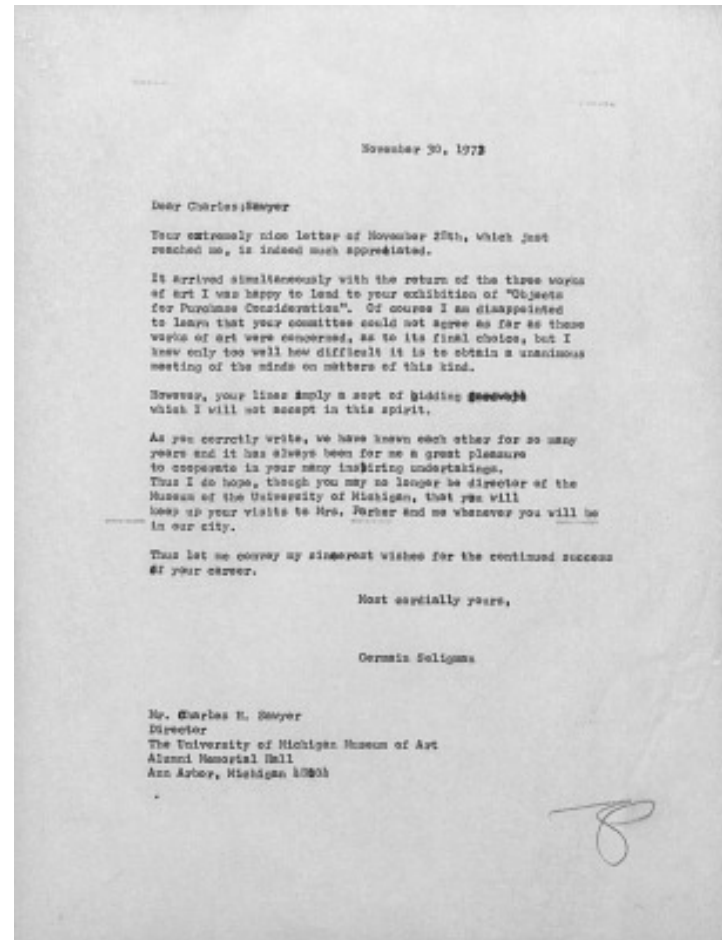 November 30, 1972
Dear Charles Sawyer
Your extremely nice letter of November 28th, which just
reached me, is indeed much appreciated.
It arrived simultaneously with the return of the three works
of art I was happy to lend to your exhibition of "Objects
for Purchase Consideration". Of course I am disappointed
to learn that your committee could not agree as far as these
works of art were concerned, as to its final choice, but I
know only too well how difficult it is to obtain a unanimous
meeting of the minds on matters of this kind.
However, your lines imply a sort of bidding
which I will not accept in this spirit.
As you correctly write, we have known each other for so many
years and it has always been for me a great pleasure
to cooperate in your many inspiring undertakings.
Thus I do hope, though you may no longer be director of the
Museum of the University of Michigan, that you will
keep up your visits to Mrs. Parker and me whenever you will be
in our city.
Thus let me convey my sincerest wishes for the continued success
of your career.
Most cordially yours,
Germain Seligman
Mr. Charles H. Sawyer
Director
The University of Michigan Museum of Art
Alumni Memorial Hall
Ann Arbor, Michigan